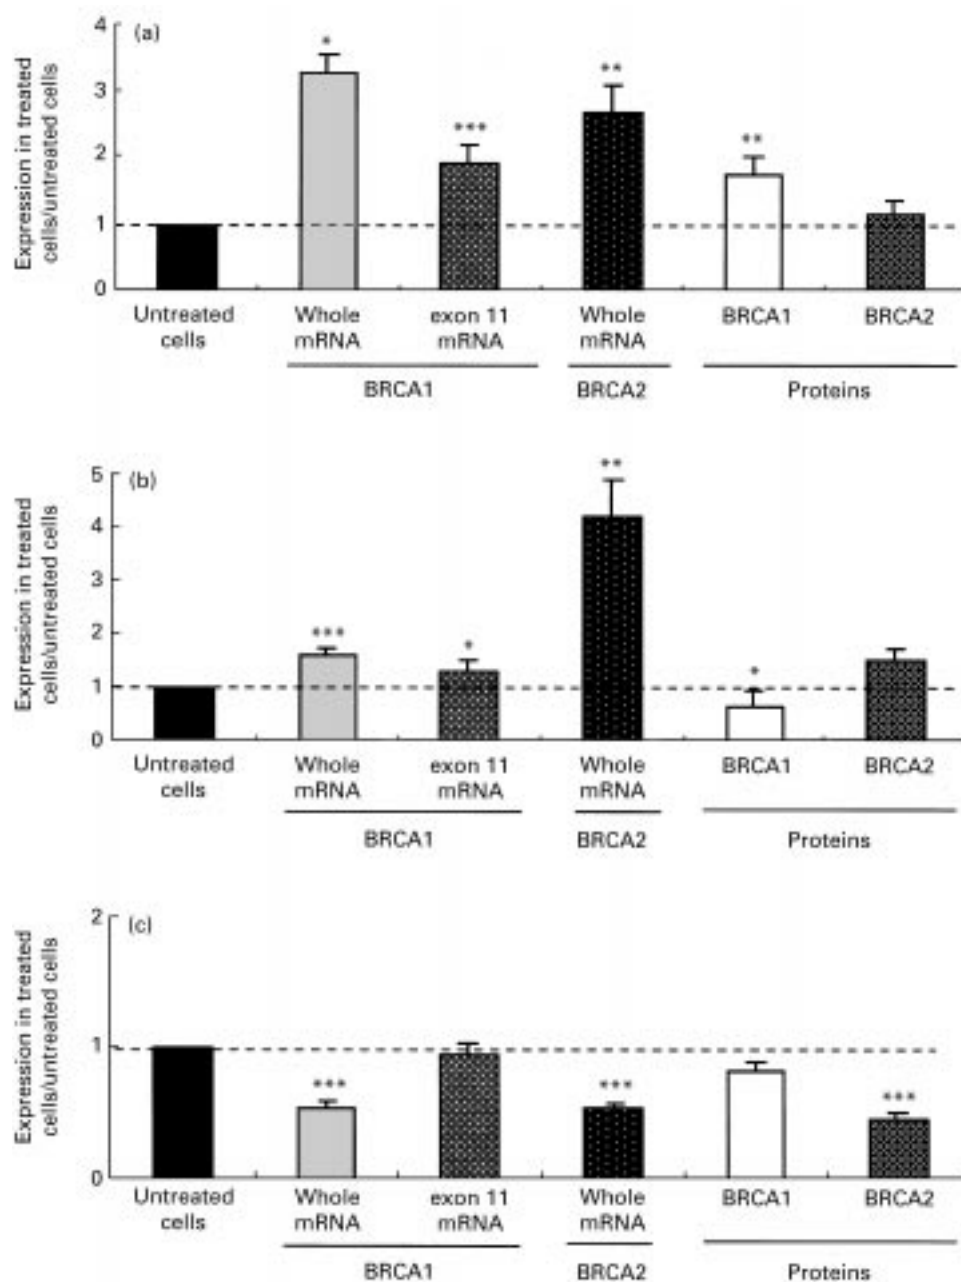 (a)
Expression in treated
cells/untreated cells
4
3
2
1
0
*
***
**
**
Untreated
cells
Whole
mRNA
exon 11
mRNA
Whole
mRNA
BRCA1
BRCA2
BRCA1
BRCA2
Proteins
(b)
Expression in treated
cells/untreated cells
5
4
3
2
1
0
***
*
**
*
Untreated
cells
Whole
mRNA
exon 11
mRNA
Whole
mRNA
BRCA1
BRCA2
BRCA1
BRCA2
Proteins
(c)
Expression in treated
cells/untreated cells
2
1
0
***
***
***
Untreated
cells
Whole
mRNA
exon 11
mRNA
Whole
mRNA
BRCA1
BRCA2
BRCA1
BRCA2
Proteins